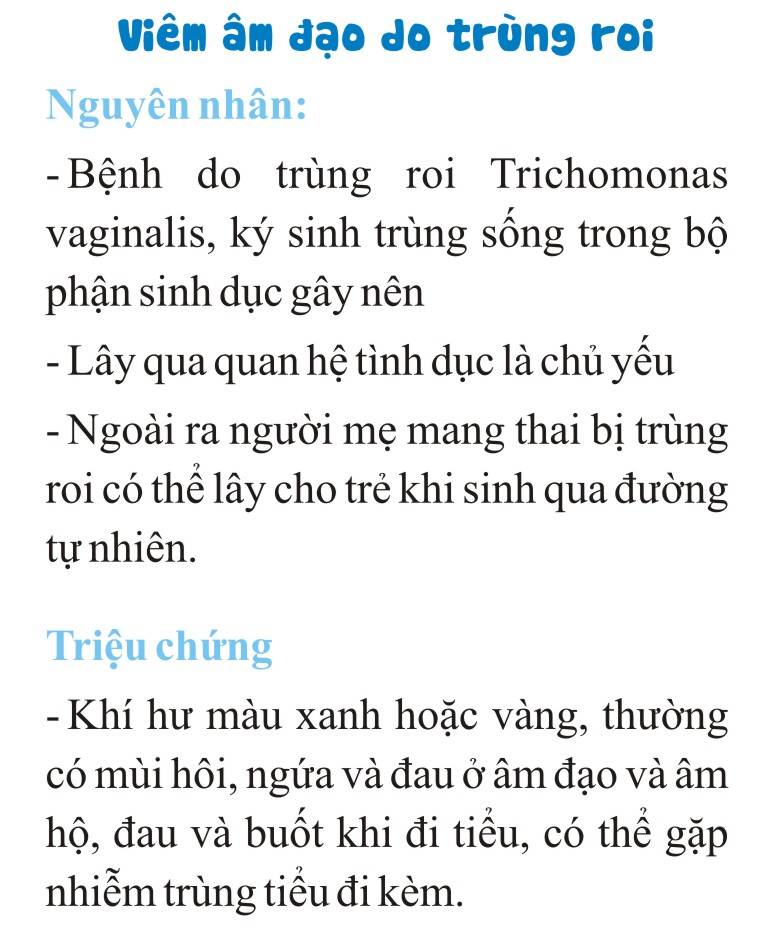 Viêm âm đạo do trùng roi
Nguyên nhân:
- Bệnh do trùng roi Trichomonas
vaginalis, ký sinh trùng sống trong bộ
phận sinh dục gây nên
- Lây qua quan hệ tình dục là chủ yếu
- Ngoài ra người mẹ mang thai bị trùng
roi có thể lây cho trẻ khi sinh qua đường
tự nhiên.
Triệu chứng
- Khí hư màu xanh hoặc vàng, thường
có mùi hôi, ngứa và đau ở âm đạo và âm
hộ, đau và buốt khi đi tiểu, có thể gặp
nhiễm trùng tiểu đi kèm.